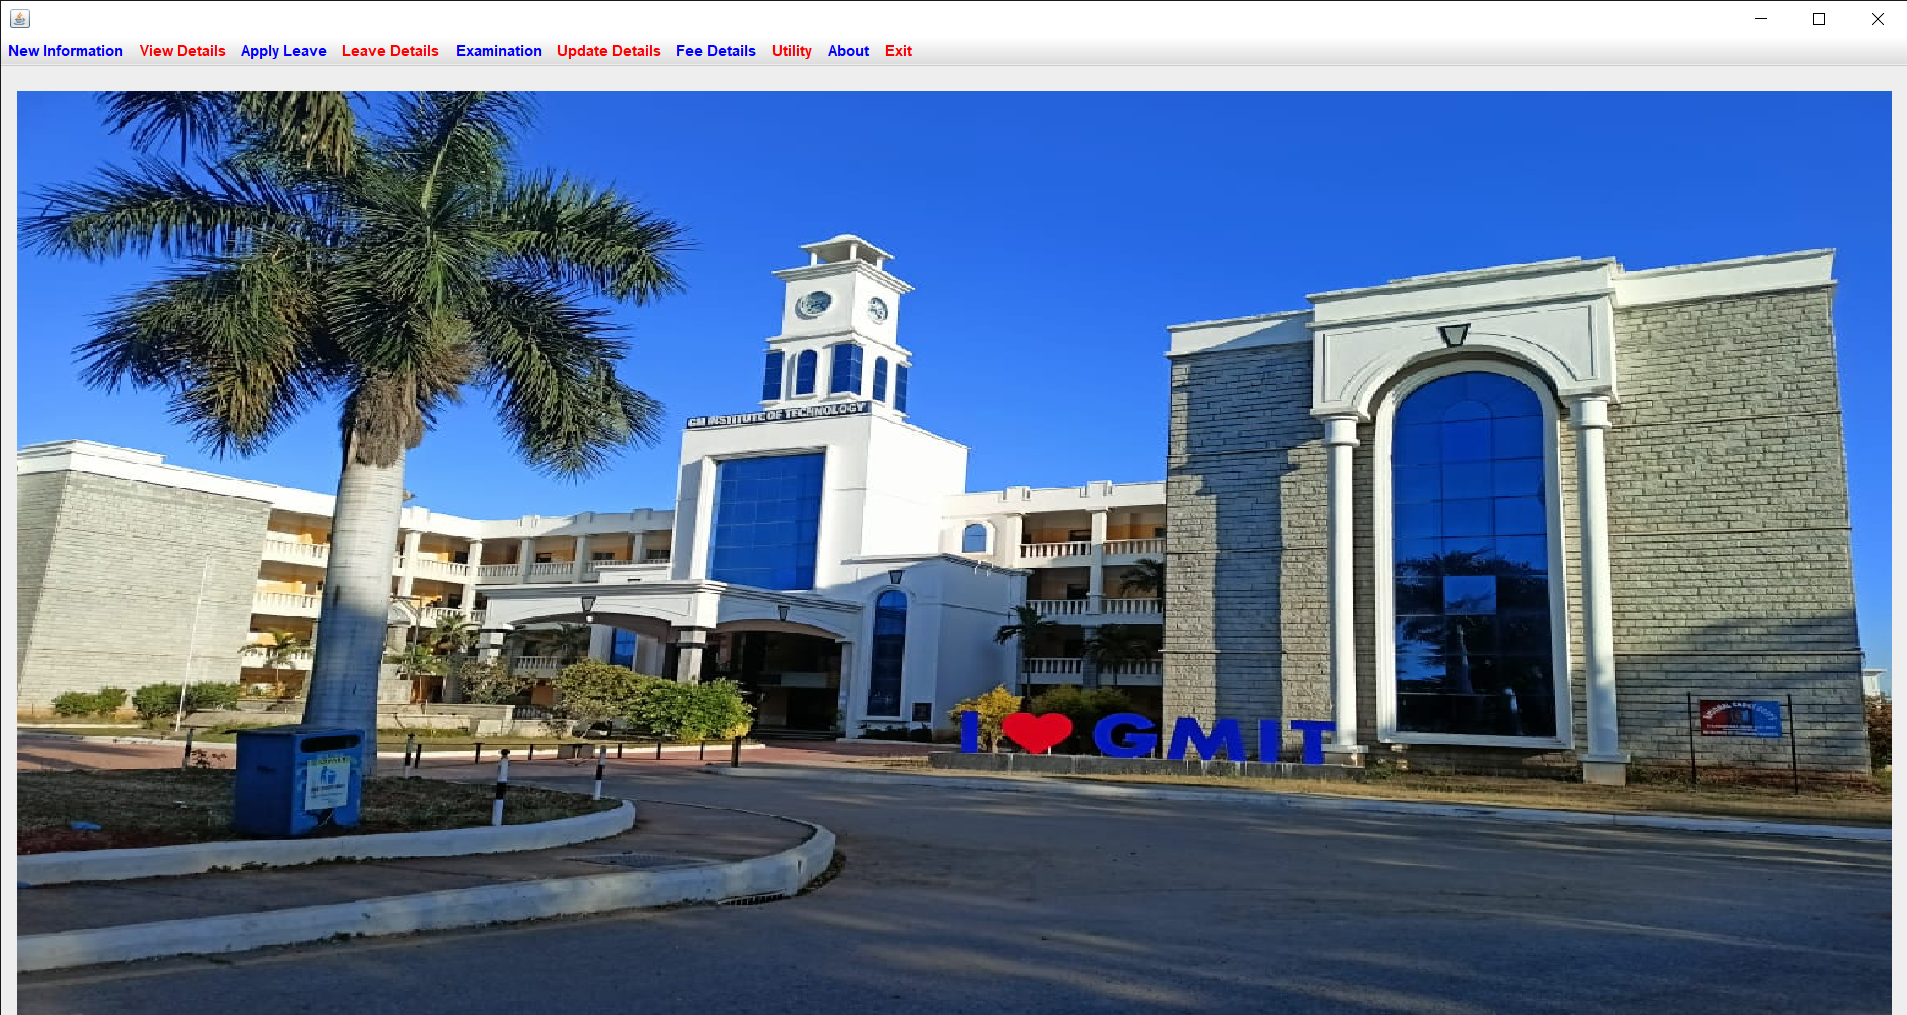 New Information View Details Apply Leave Leave Details Examination Update Details Fee Details Utility About Exit
GM INSTITUTE OF TECHNOLOGY
I ❤ GMIT